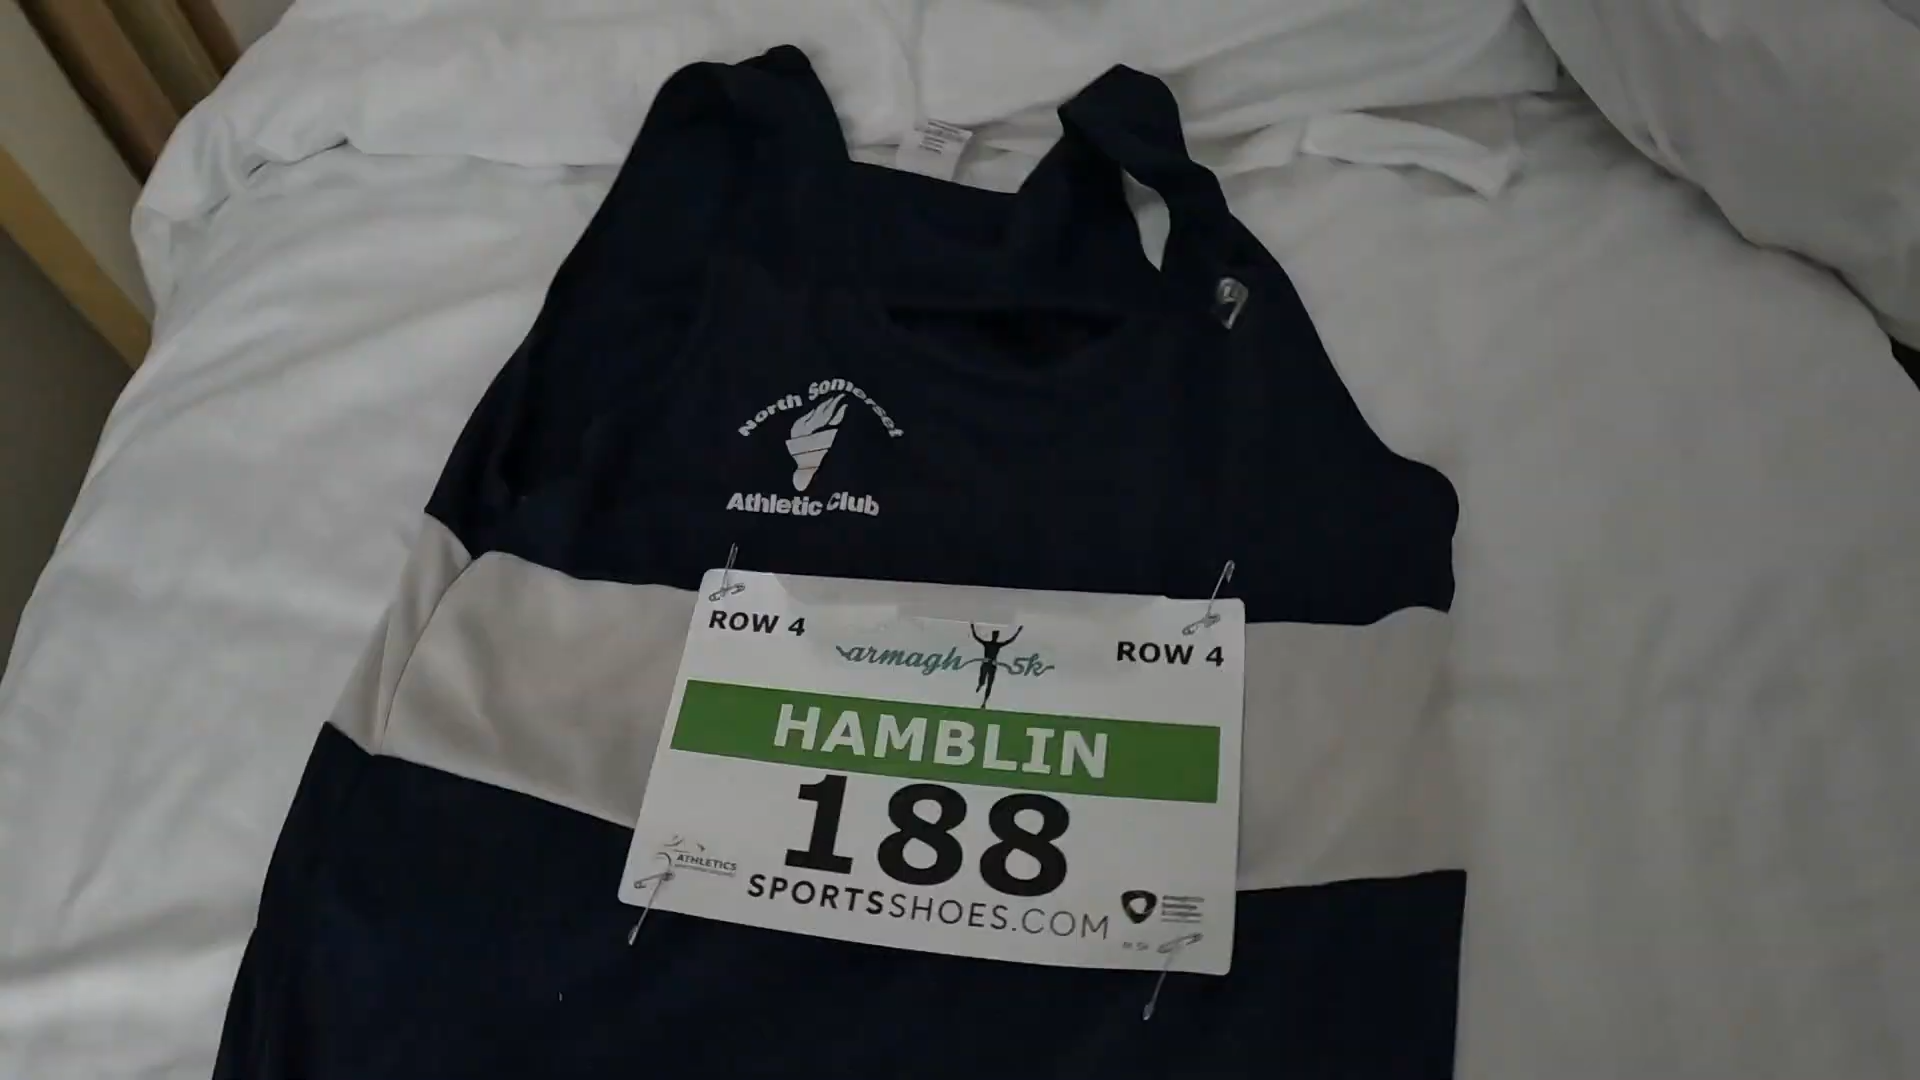 North Somerset
Athletic Club
ROW 4
armagh 5k
ROW 4
HAMBLIN
188
ATHLETICS
SPORTSSHOES.COM